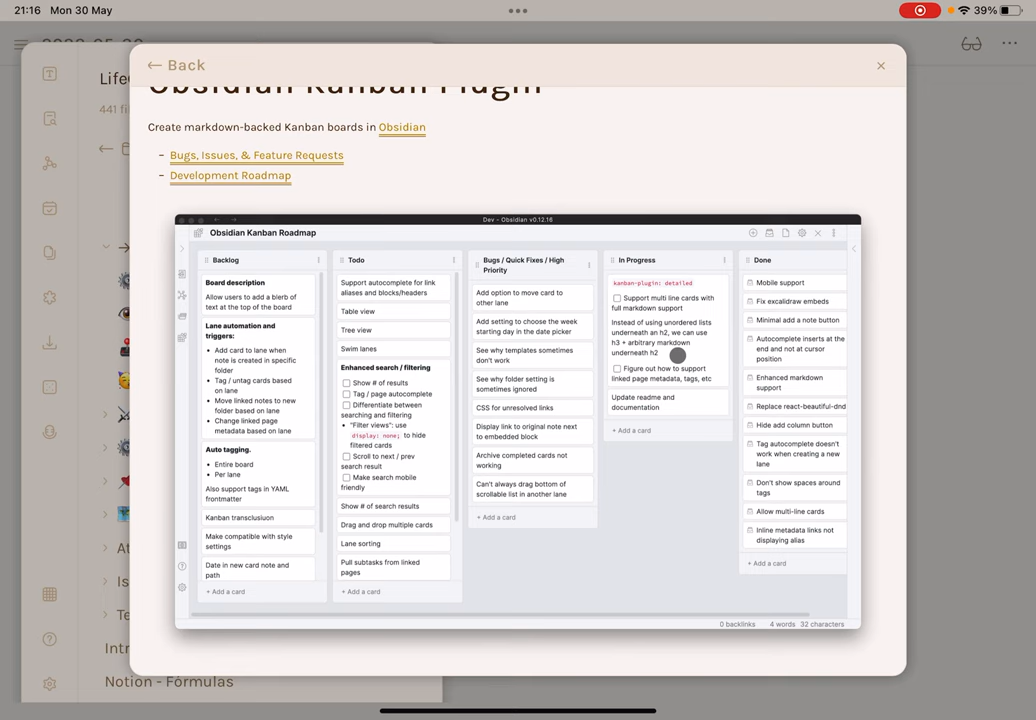 21:16 Mon 30 May
39%
← Back
×
Obsidian Kanban Plugin
Create markdown-backed Kanban boards in Obsidian
– Bugs, Issues, & Feature Requests
– Development Roadmap
Dev - Obsidian v0.12.16
Obsidian Kanban Roadmap
Backlog
Board description
Allow users to add a blerb of
text at the top of the board
Lane automation and
triggers:
• Add card to lane when
note is created in specific
folder
• Tag / untag cards based
on lane
• Move linked notes to new
folder based on lane
• Change linked page
metadata based on lane
Auto tagging.
• Entire board
• Per lane
Also support tags in YAML
frontmatter
Kanban transclusiuon
Make compatible with style
settings
Date in new card note and
path
+ Add a card
Todo
Support autocomplete for link
aliases and blocks/headers
Table view
Tree view
Swim lanes
Enhanced search / filtering
Show # of results
Tag / page autocomplete
Differentiate between
searching and filtering
• "Filter views": use
display: none; to hide
filtered cards
Scroll to next / prev
search result
Make search mobile
friendly
Show # of search results
Drag and drop multiple cards
Lane sorting
Pull subtasks from linked
pages
+ Add a card
Bugs / Quick Fixes / High
Priority
Add option to move card to
other lane
Add setting to choose the week
starting day in the date picker
See why templates sometimes
don't work
See why folder setting is
sometimes ignored
CSS for unresolved links
Display link to original note next
to embedded block
Archive completed cards not
working
Can't always drag bottom of
scrollable list in another lane
+ Add a card
In Progress
kanban-plugin: detailed
Support multi line cards with
full markdown support
Instead of using unordered lists
underneath an h2, we can use
h3 + arbitrary markdown
underneath h2
Figure out how to support
linked page metadata, tags, etc
Update readme and
documentation
+ Add a card
Done
Mobile support
Fix excalidraw embeds
Minimal add a note button
Autocomplete inserts at the
end and not at cursor
position
Enhanced markdown
support
Replace react-beautiful-dnd
Hide add column button
Tag autocomplete doesn't
work when creating a new
lane
Don't show spaces around
tags
Allow multi-line cards
Inline metadata links not
displaying alias
+ Add a card
0 backlinks 4 words 32 characters
Life
441 fi
At
Is
Te
Intr
Notion - Fórmulas